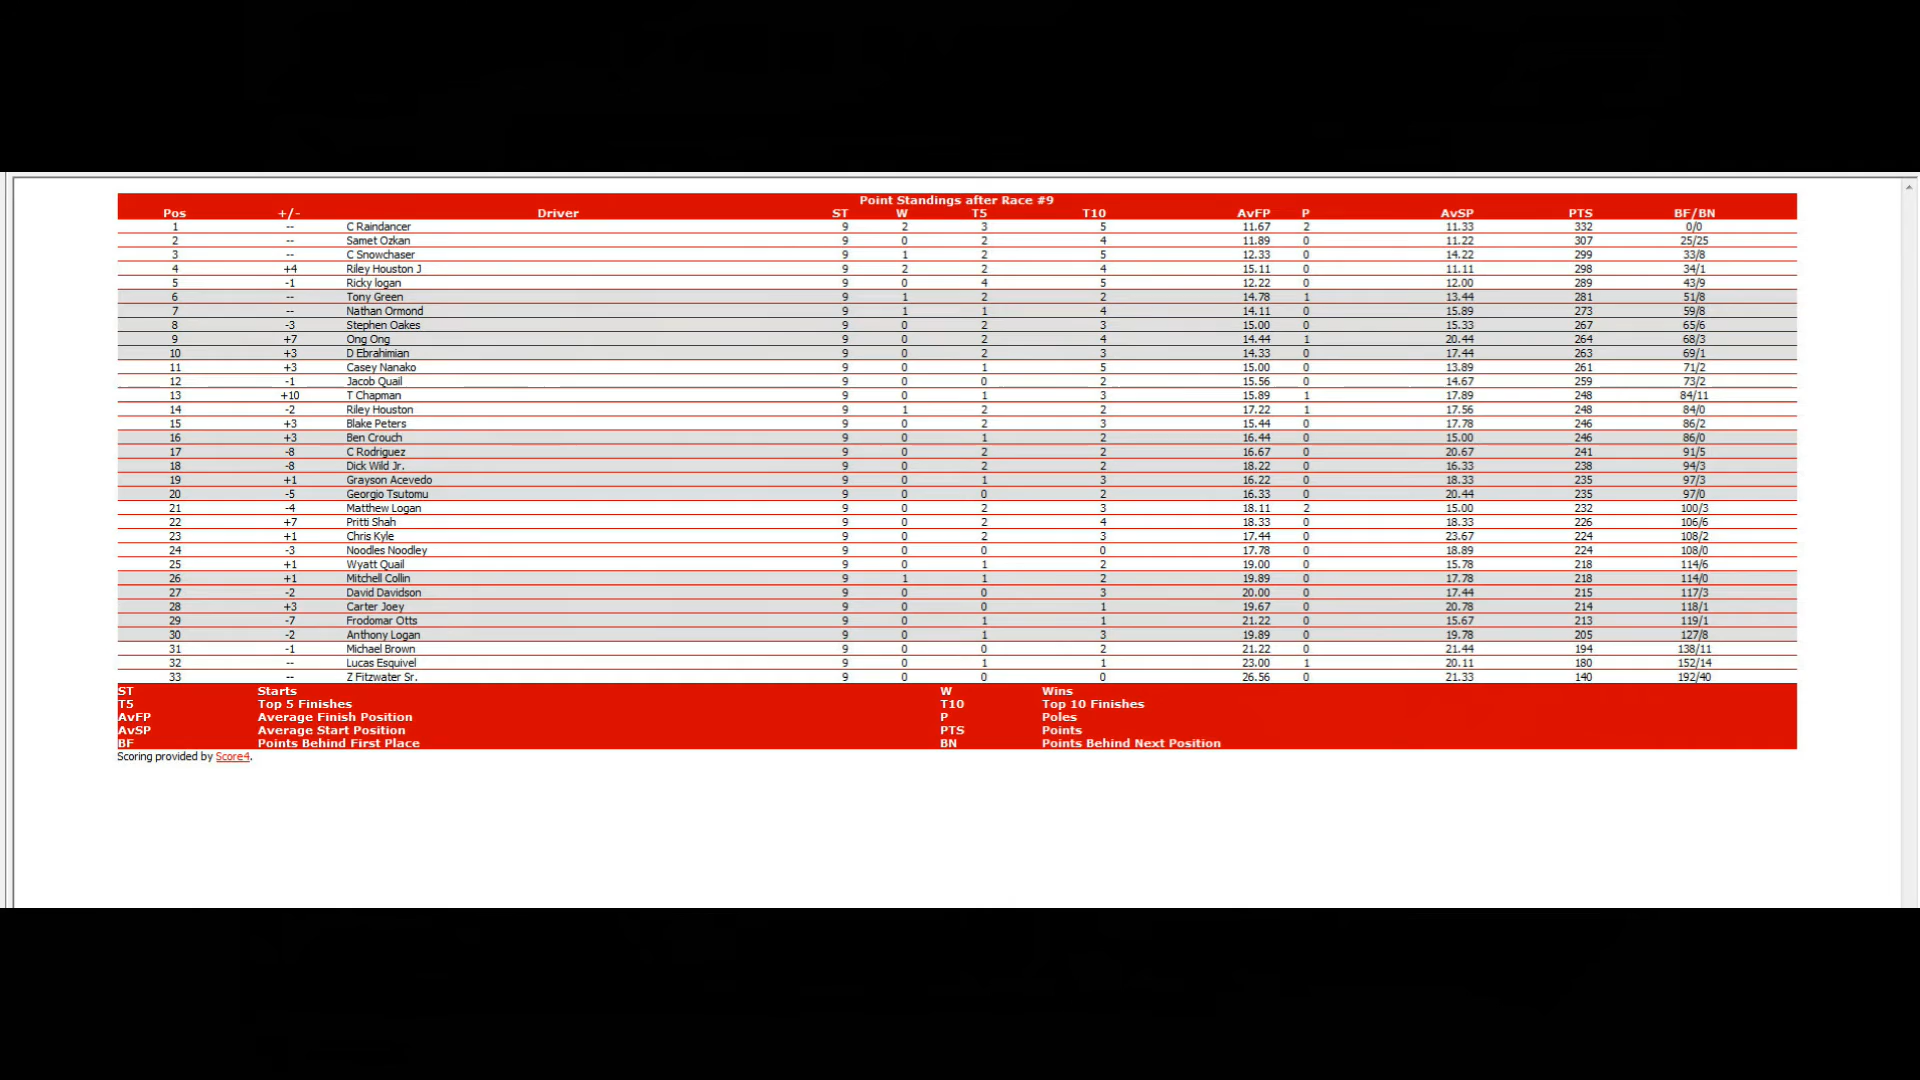 Point Standings after Race #9
Pos +/- Driver ST W T5 T10 AvFP P AvSP PTS BF/BN
1 -- C Raindancer 9 2 3 5 11.67 2 11.33 332 0/0
2 -- Samet Ozkan 9 0 2 4 11.89 0 11.22 307 25/25
3 -- C Snowchaser 9 1 2 5 12.33 0 14.22 299 33/8
4 +4 Riley Houston J 9 2 2 4 15.11 0 11.11 298 34/1
5 -1 Ricky logan 9 0 4 5 12.22 0 12.00 289 43/9
6 -- Tony Green 9 1 2 2 14.78 1 13.44 281 51/8
7 -- Nathan Ormond 9 1 1 4 14.11 0 15.89 273 59/8
8 -3 Stephen Oakes 9 0 2 3 15.00 0 15.33 267 65/6
9 +7 Ong Ong 9 0 2 4 14.44 1 20.44 264 68/3
10 +3 D Ebrahimian 9 0 2 3 14.33 0 17.44 263 69/1
11 +3 Casey Nanako 9 0 1 5 15.00 0 13.89 261 71/2
12 -1 Jacob Quail 9 0 0 2 15.56 0 14.67 259 73/2
13 +10 T Chapman 9 0 1 3 15.89 1 17.89 248 84/11
14 -2 Riley Houston 9 1 2 2 17.22 1 17.56 248 84/0
15 +3 Blake Peters 9 0 2 3 15.44 0 17.78 246 86/2
16 +3 Ben Crouch 9 0 1 2 16.44 0 15.00 246 86/0
17 -8 C Rodriguez 9 0 2 2 16.67 0 20.67 241 91/5
18 -8 Dick Wild Jr. 9 0 2 2 18.22 0 16.33 238 94/3
19 +1 Grayson Acevedo 9 0 1 3 16.22 0 18.33 235 97/3
20 -5 Georgio Tsutomu 9 0 0 2 16.33 0 20.44 235 97/0
21 -4 Matthew Logan 9 0 2 3 18.11 2 15.00 232 100/3
22 +7 Pritti Shah 9 0 2 4 18.33 0 18.33 226 106/6
23 +1 Chris Kyle 9 0 2 3 17.44 0 23.67 224 108/2
24 -3 Noodles Noodley 9 0 0 0 17.78 0 18.89 224 108/0
25 +1 Wyatt Quail 9 0 1 2 19.00 0 15.78 218 114/6
26 +1 Mitchell Collin 9 1 1 2 19.89 0 17.78 218 114/0
27 -2 David Davidson 9 0 0 3 20.00 0 17.44 215 117/3
28 +3 Carter Joey 9 0 0 1 19.67 0 20.78 214 118/1
29 -7 Frodomar Otts 9 0 1 1 21.22 0 15.67 213 119/1
30 -2 Anthony Logan 9 0 1 3 19.89 0 19.78 205 127/8
31 -1 Michael Brown 9 0 0 2 21.22 0 21.44 194 138/11
32 -- Lucas Esquivel 9 0 1 1 23.00 1 20.11 180 152/14
33 -- Z Fitzwater Sr. 9 0 0 0 26.56 0 21.33 140 192/40
ST Starts W Wins
T5 Top 5 Finishes T10 Top 10 Finishes
AvFP Average Finish Position P Poles
AvSP Average Start Position PTS Points
BF Points Behind First Place BN Points Behind Next Position
Scoring provided by Score4.